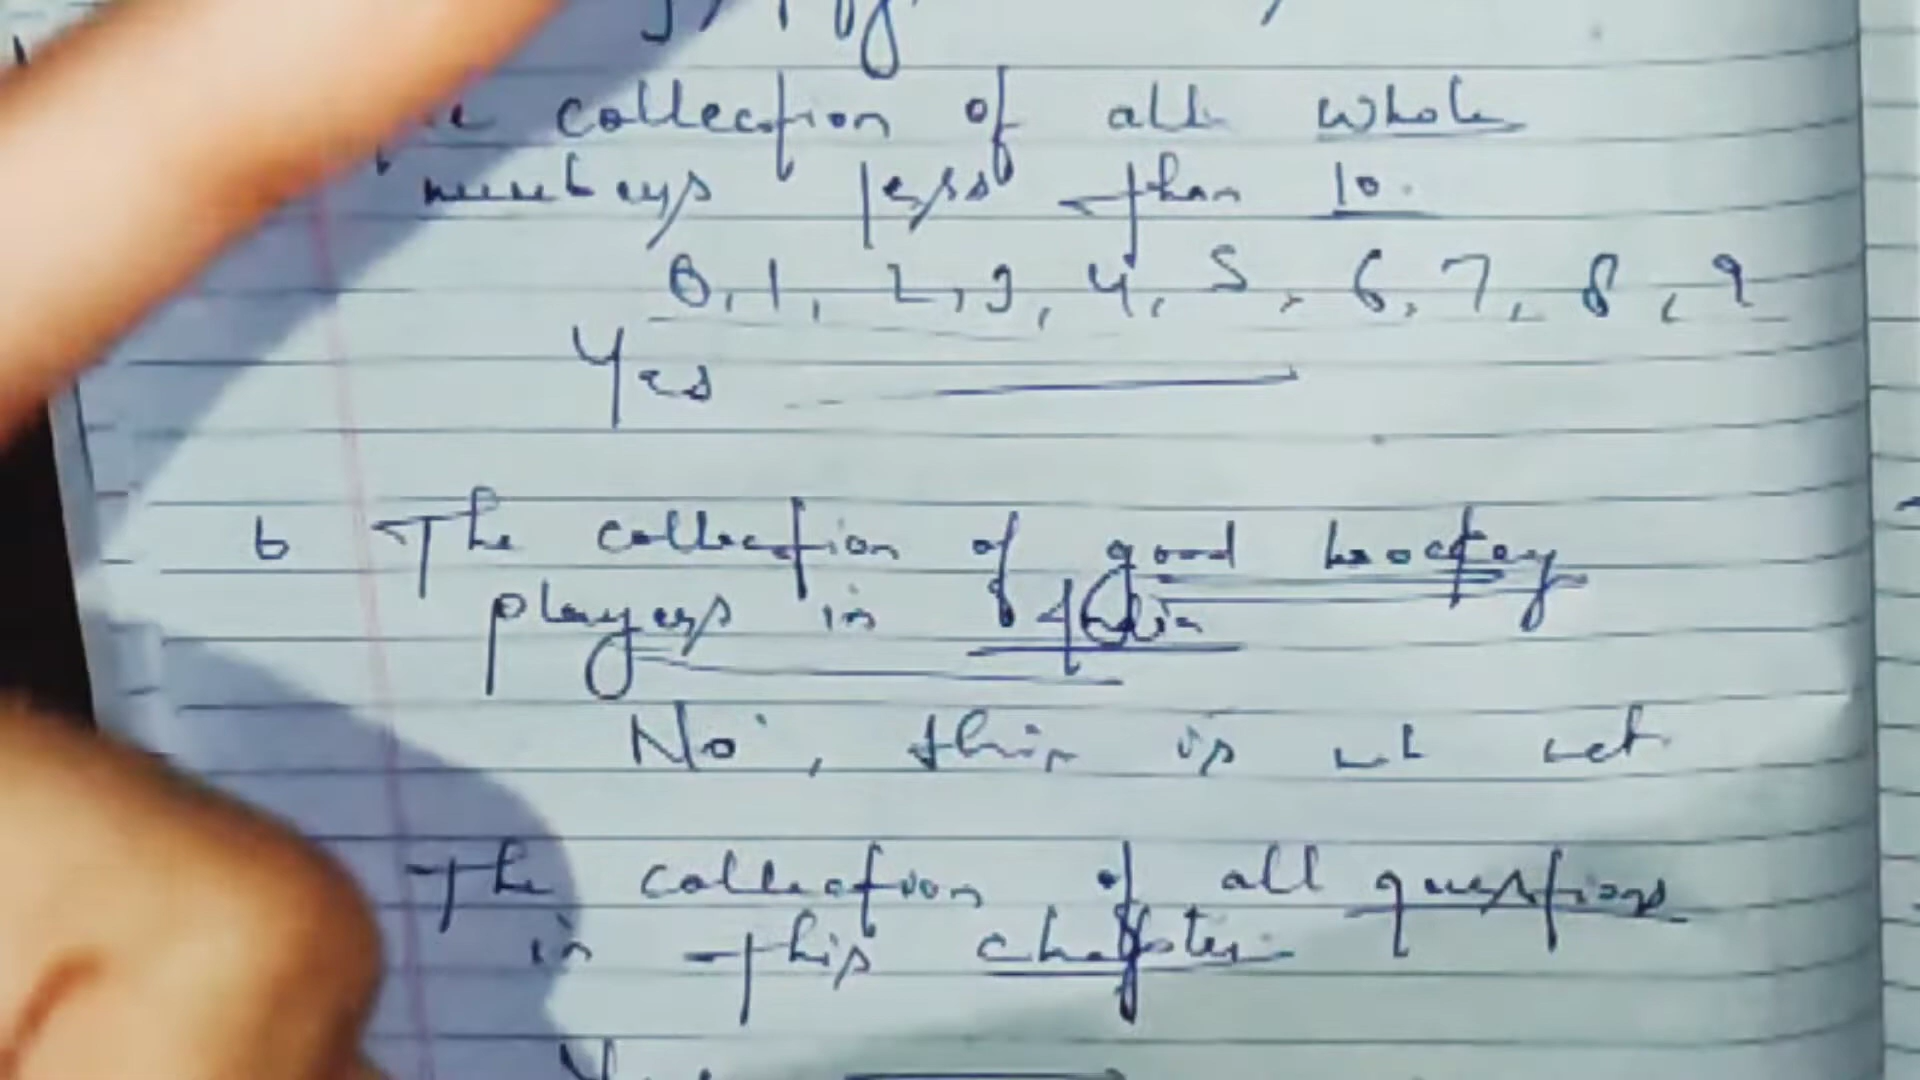 collection of all whole
numbers less than 10.
0, 1, 2, 3, 4, 5, 6, 7, 8, 9
Yes
b The collection of good hockey
players in India
No, this is not set
The collection of all questions
in this chapter